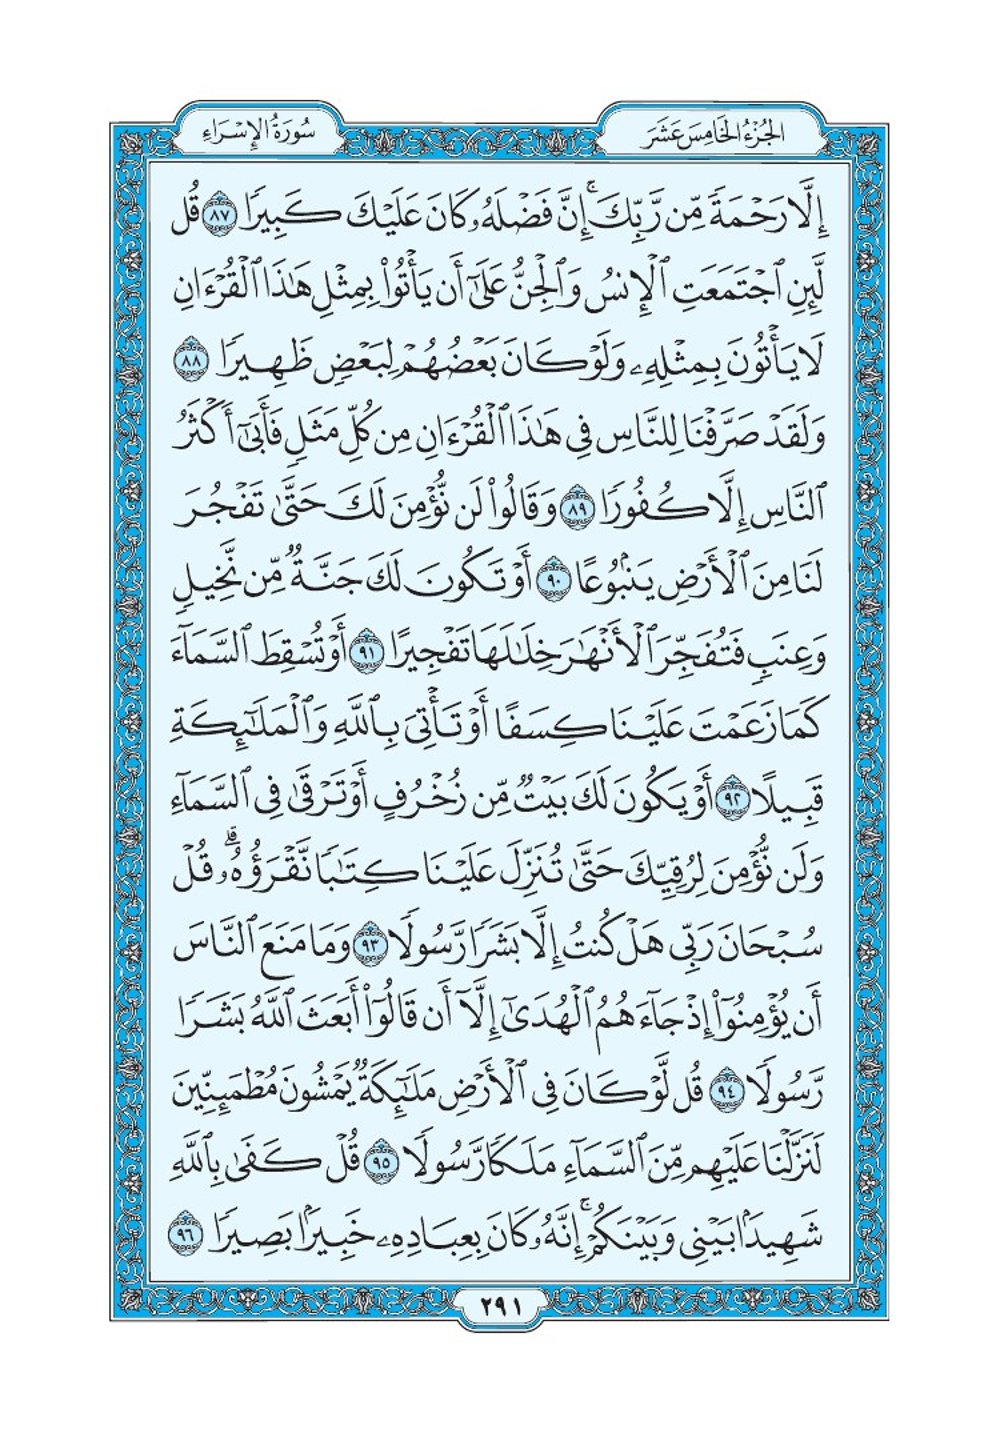 الجُزْءُ الخَامِسَ عَشَرَ
سُورَةُ الإِسْرَاءِ
إِلَّا رَحْمَةً مِّن رَّبِّكَۚ إِنَّ فَضْلَهُۥ كَانَ عَلَيْكَ كَبِيرًا ٨٧ قُل
لَّئِنِ ٱجْتَمَعَتِ ٱلْإِنسُ وَٱلْجِنُّ عَلَىٰٓ أَن يَأْتُوا۟ بِمِثْلِ هَٰذَا ٱلْقُرْءَانِ
لَا يَأْتُونَ بِمِثْلِهِۦ وَلَوْ كَانَ بَعْضُهُمْ لِبَعْضٍ ظَهِيرًا ٨٨
وَلَقَدْ صَرَّفْنَا لِلنَّاسِ فِى هَٰذَا ٱلْقُرْءَانِ مِن كُلِّ مَثَلٍ فَأَبَىٰٓ أَكْثَرُ
ٱلنَّاسِ إِلَّا كُفُورًا ٨٩ وَقَالُوا۟ لَن نُّؤْمِنَ لَكَ حَتَّىٰ تَفْجُرَ
لَنَا مِنَ ٱلْأَرْضِ يَنۢبُوعًا ٩٠ أَوْ تَكُونَ لَكَ جَنَّةٌ مِّن نَّخِيلٍ
وَعِنَبٍ فَتُفَجِّرَ ٱلْأَنْهَٰرَ خِلَٰلَهَا تَفْجِيرًا ٩١ أَوْ تُسْقِطَ ٱلسَّمَآءَ
كَمَا زَعَمْتَ عَلَيْنَا كِسَفًا أَوْ تَأْتِىَ بِٱللَّهِ وَٱلْمَلَٰٓئِكَةِ
قَبِيلًا ٩٢ أَوْ يَكُونَ لَكَ بَيْتٌ مِّن زُخْرُفٍ أَوْ تَرْقَىٰ فِى ٱلسَّمَآءِ
وَلَن نُّؤْمِنَ لِرُقِيِّكَ حَتَّىٰ تُنَزِّلَ عَلَيْنَا كِتَٰبًا نَّقْرَؤُهُۥۗ قُلْ
سُبْحَانَ رَبِّى هَلْ كُنتُ إِلَّا بَشَرًا رَّسُولًا ٩٣ وَمَا مَنَعَ ٱلنَّاسَ
أَن يُؤْمِنُوٓا۟ إِذْ جَآءَهُمُ ٱلْهُدَىٰٓ إِلَّآ أَن قَالُوٓا۟ أَبَعَثَ ٱللَّهُ بَشَرًا
رَّسُولًا ٩٤ قُل لَّوْ كَانَ فِى ٱلْأَرْضِ مَلَٰٓئِكَةٌ يَمْشُونَ مُطْمَئِنِّينَ
لَنَزَّلْنَا عَلَيْهِم مِّنَ ٱلسَّمَآءِ مَلَكًا رَّسُولًا ٩٥ قُلْ كَفَىٰ بِٱللَّهِ
شَهِيدًۢا بَيْنِى وَبَيْنَكُمْۚ إِنَّهُۥ كَانَ بِعِبَادِهِۦ خَبِيرًۢا بَصِيرًا ٩٦
٢٩١